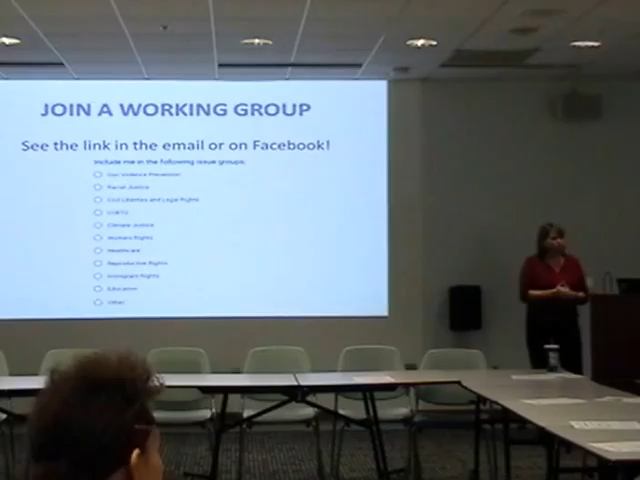 JOIN A WORKING GROUP
See the link in the email or on Facebook!
Include me in the following issue groups:
Gun Violence Prevention
Racial Justice
Civil Liberties and Legal Rights
LGBTQ
Climate Justice
Workers Rights
Healthcare
Reproductive Rights
Immigrant Rights
Education
Other